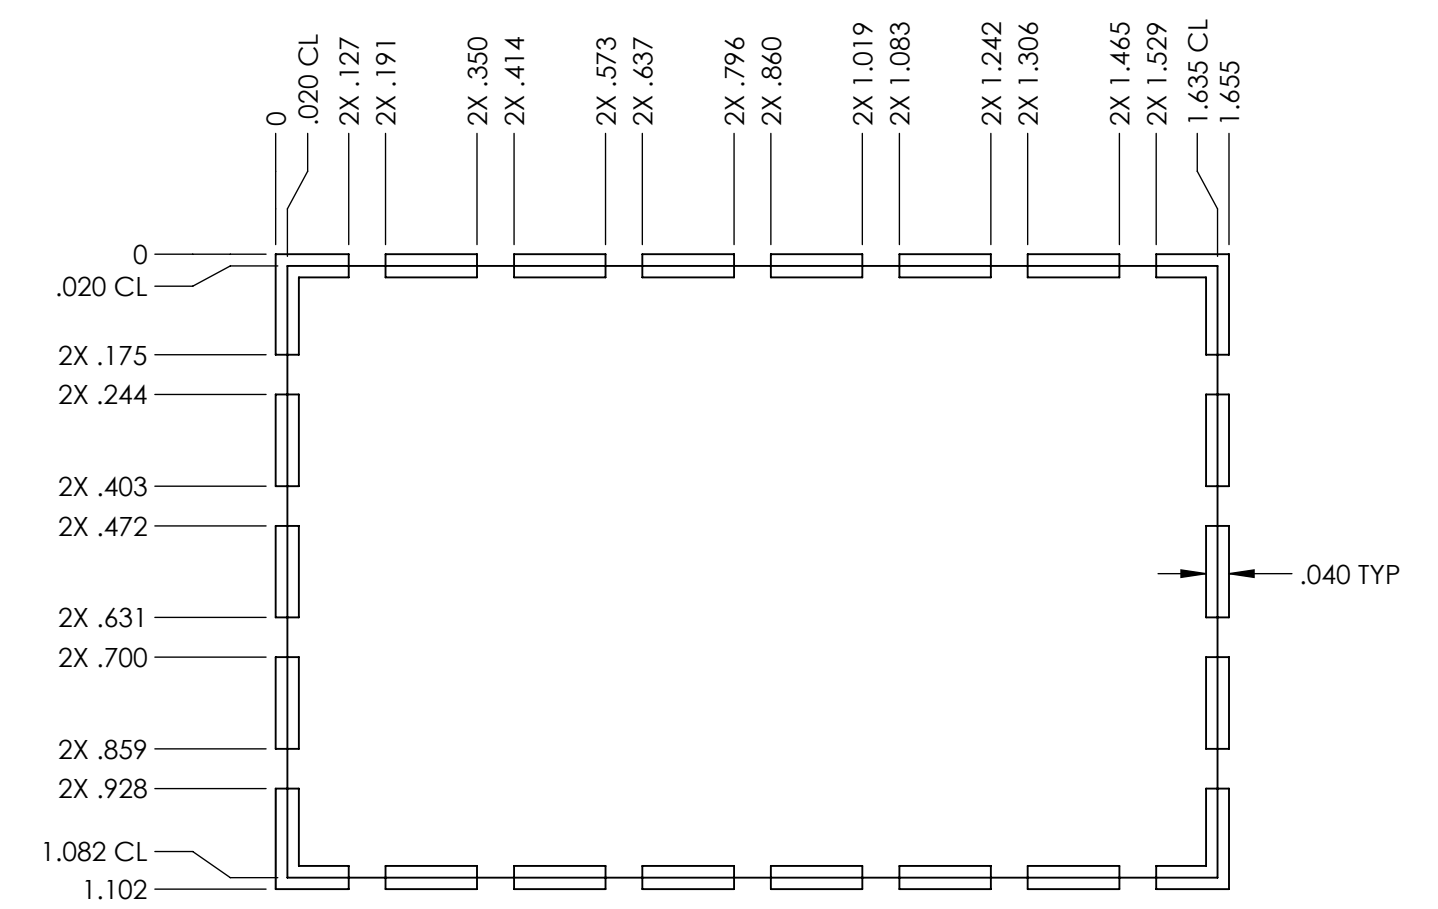 0
.020 CL
2X .127
2X .191
2X .350
2X .414
2X .573
2X .637
2X .796
2X .860
2X 1.019
2X 1.083
2X 1.242
2X 1.306
2X 1.465
2X 1.529
1.635 CL
1.655
0
.020 CL
2X .175
2X .244
2X .403
2X .472
.040 TYP
2X .631
2X .700
2X .859
2X .928
1.082 CL
1.102